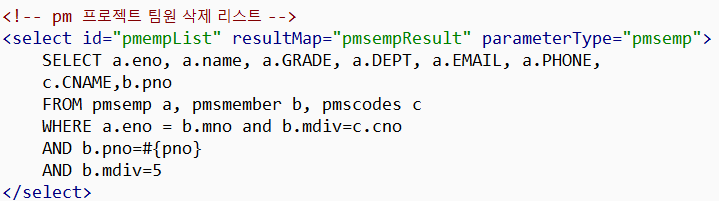 <!-- pm 프로젝트 팀원 삭제 리스트 -->
<select id="pmempList" resultMap="pmsempResult" parameterType="pmsemp">
SELECT a.eno, a.name, a.GRADE, a.DEPT, a.EMAIL, a.PHONE,
c.CNAME,b.pno
FROM pmsemp a, pmsmember b, pmscodes c
WHERE a.eno = b.mno and b.mdiv=c.cno
AND b.pno=#{pno}
AND b.mdiv=5
</select>